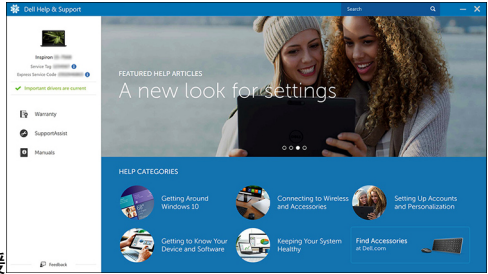 Dell Help & Support
Search
Inspiron
Service Tag
Express Service Code
Important drivers are current
Warranty
SupportAssist
Manuals
Feedback
FEATURED HELP ARTICLES
A new look for settings
HELP CATEGORIES
Getting Around
Windows 10
Connecting to Wireless
and Accessories
Setting Up Accounts
and Personalization
Getting to Know Your
Device and Software
Keeping Your System
Healthy
Find Accessories
at Dell.com